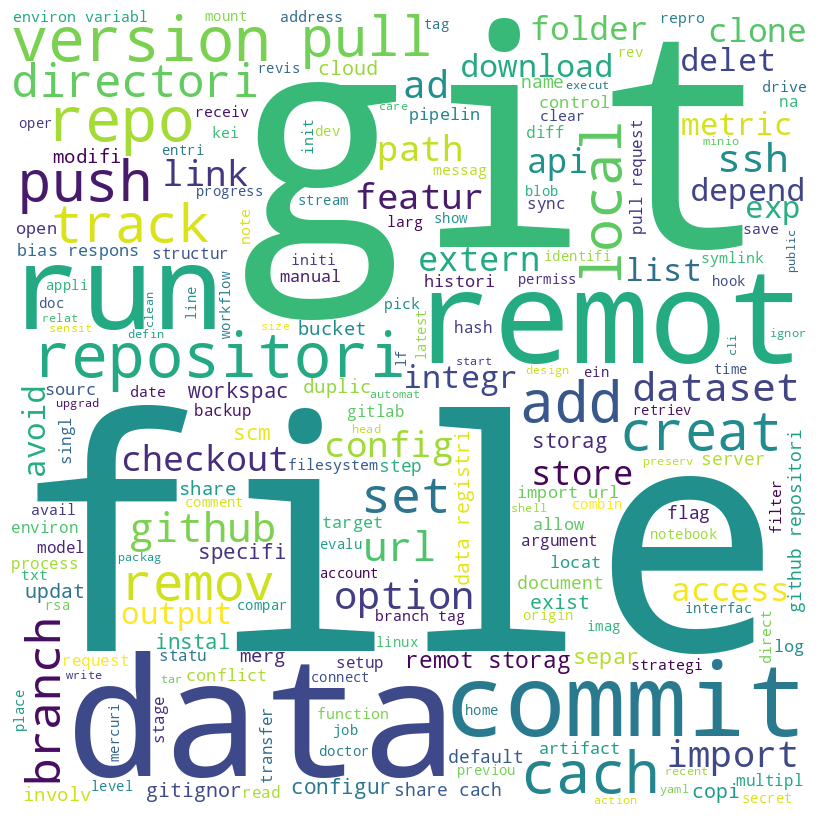 environ variabl mount address tag repro
version pull git folder clone
directori revis cloud ad download name rev execut delet
repo receiv care pipelin control drive
oper kei init dev path diff clear na metric
modifi entri messag api blob local pull request minio
push link progress stream featur show sync ssh
track note larg depend exp
open bias respons structur initi manual extern identifi save public
run appli workflow histori permiss list symlink hook
doc line clean pick remot
relat sensit defin size bucket latest hash ignor
repositori lf start cli
sourc date workspac duplic automat integr design ein time dataset
upgrad backup gitlab add retriev
avoid singl scm head config storag creat
checkout filesystem step preserv server
share file set store import url combin filter
avail comment data registri shell flag
environ github target allow notebook github repositori
model specifi evalu url argument locat
process packag document
txt remov account option exist access
updat rsa compar origin interfac
output branch tag imag direct
instal linux log
request statu merg setup remot storag separ strategi
branch write tar conflict connect
place mercuri stage data function home commit
job artifact
transfer doctor default import
level previou cach recent multipl
involv gitignor read configur share cach yaml copi
action secret